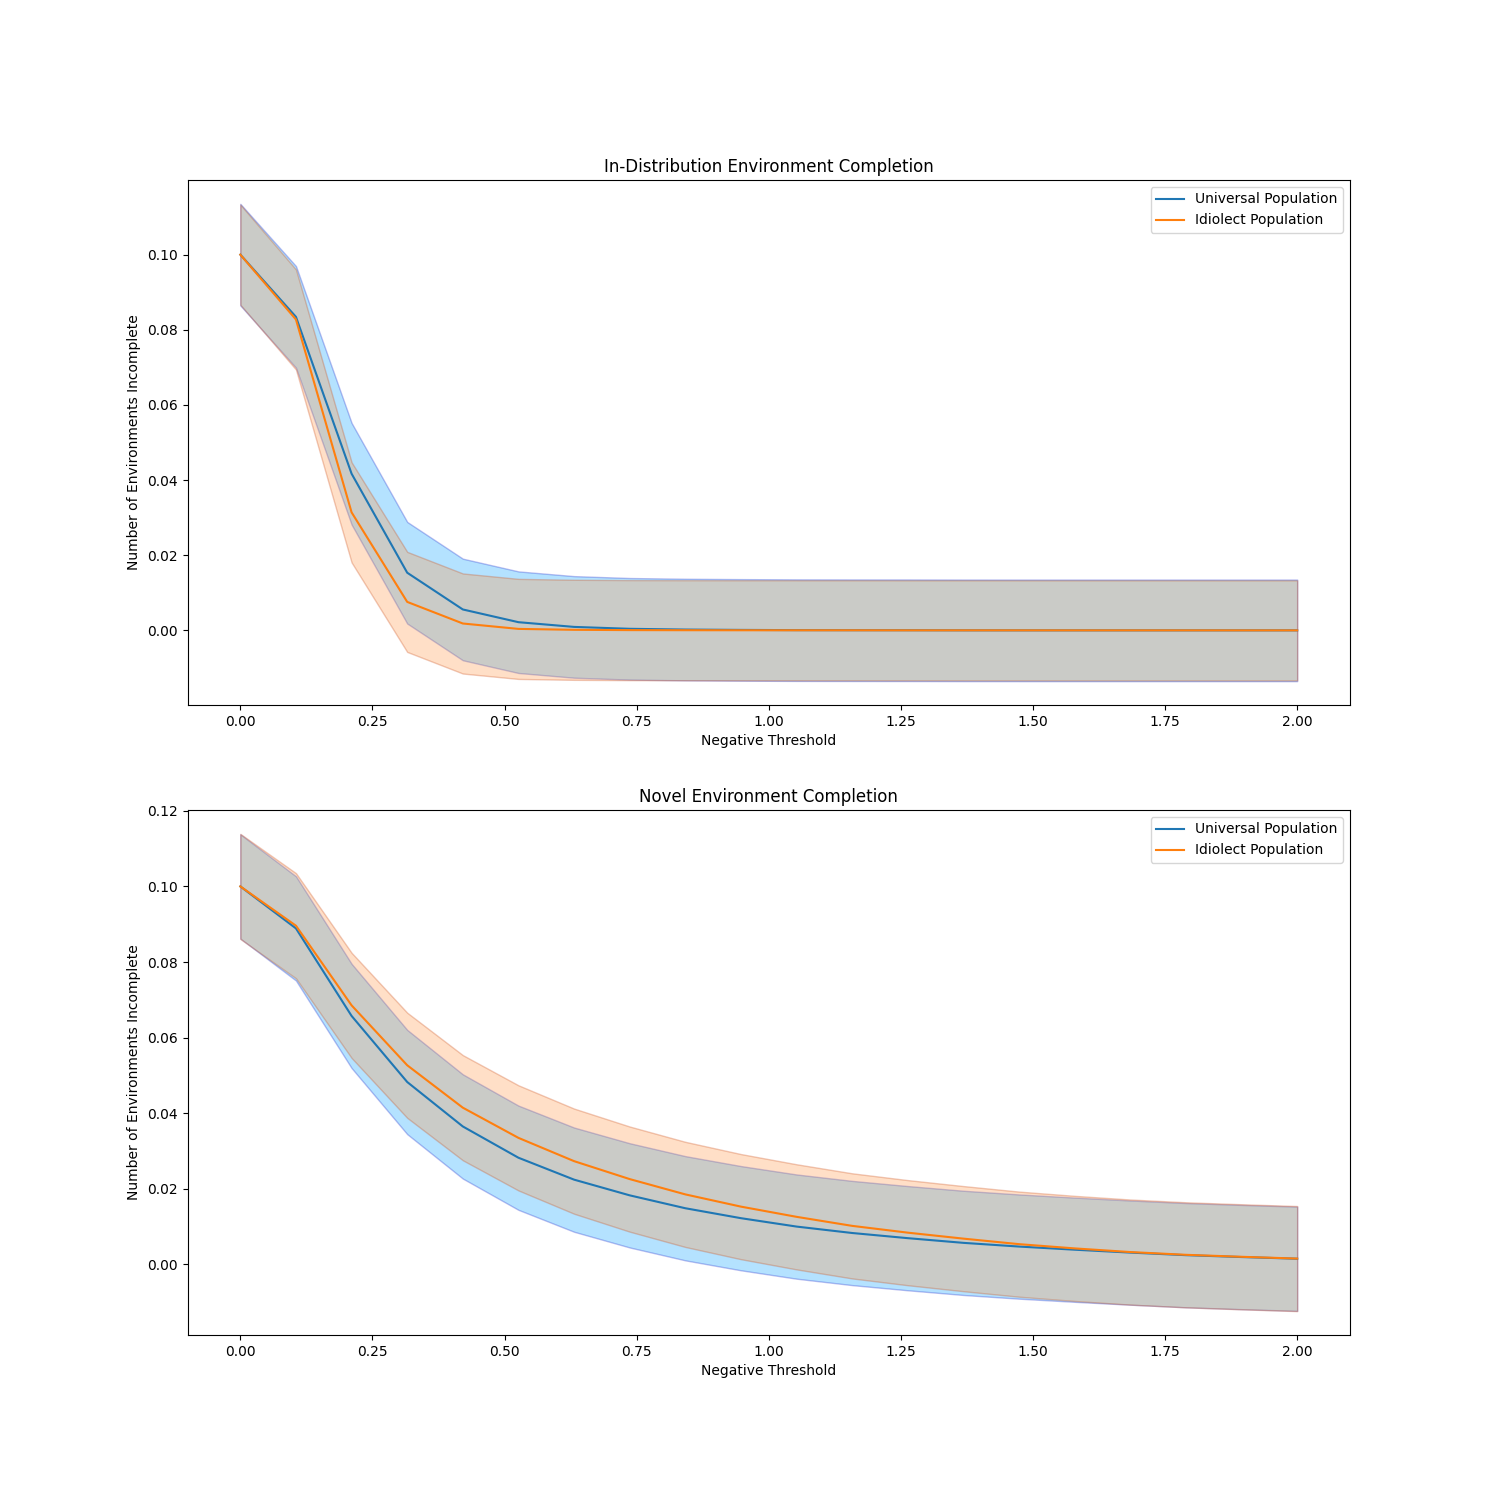 In-Distribution Environment Completion
Universal Population
Idiolect Population
Number of Environments Incomplete
0.10
0.08
0.06
0.04
0.02
0.00
0.00 0.25 0.50 0.75 1.00 1.25 1.50 1.75 2.00
Negative Threshold
Novel Environment Completion
Universal Population
Idiolect Population
Number of Environments Incomplete
0.12
0.10
0.08
0.06
0.04
0.02
0.00
0.00 0.25 0.50 0.75 1.00 1.25 1.50 1.75 2.00
Negative Threshold